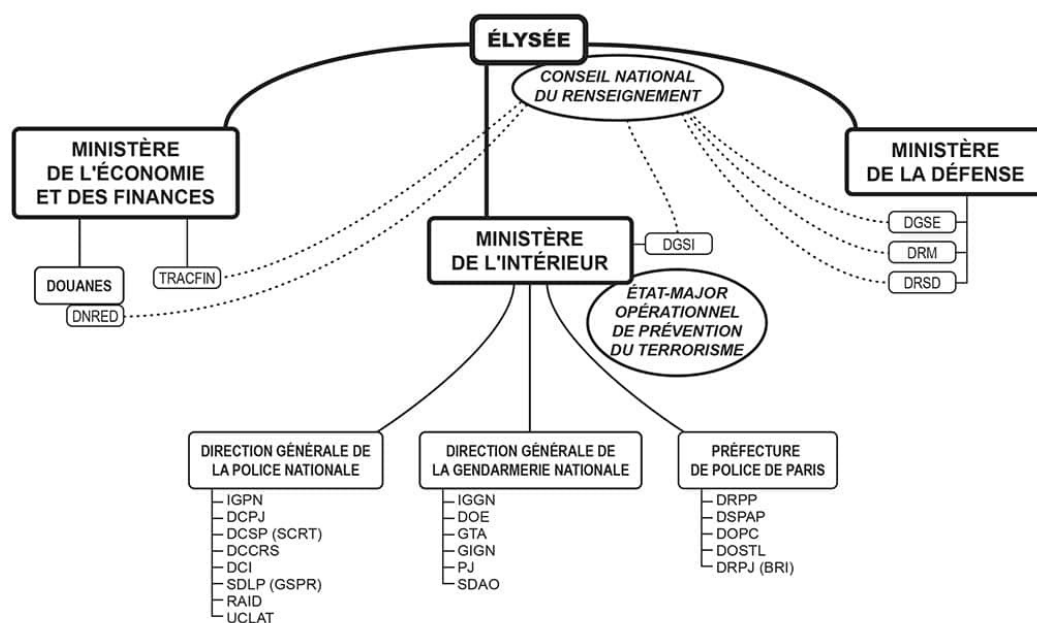 ÉLYSÉE
CONSEIL NATIONAL
DU RENSEIGNEMENT
MINISTÈRE
DE L'ÉCONOMIE
ET DES FINANCES
MINISTÈRE
DE LA DÉFENSE
DGSE
DRM
DRSD
MINISTÈRE
DE L'INTÉRIEUR
DGSI
DOUANES
DNRED
TRACFIN
ÉTAT-MAJOR
OPÉRATIONNEL
DE PRÉVENTION
DU TERRORISME
DIRECTION GÉNÉRALE DE
LA POLICE NATIONALE
IGPN
DCPJ
DCSP (SCRT)
DCCRS
DCI
SDLP (GSPR)
RAID
UCLAT
DIRECTION GÉNÉRALE DE
LA GENDARMERIE NATIONALE
IGGN
DOE
GTA
GIGN
PJ
SDAO
PRÉFECTURE
DE POLICE DE PARIS
DRPP
DSPAP
DOPC
DOSTL
DRPJ (BRI)